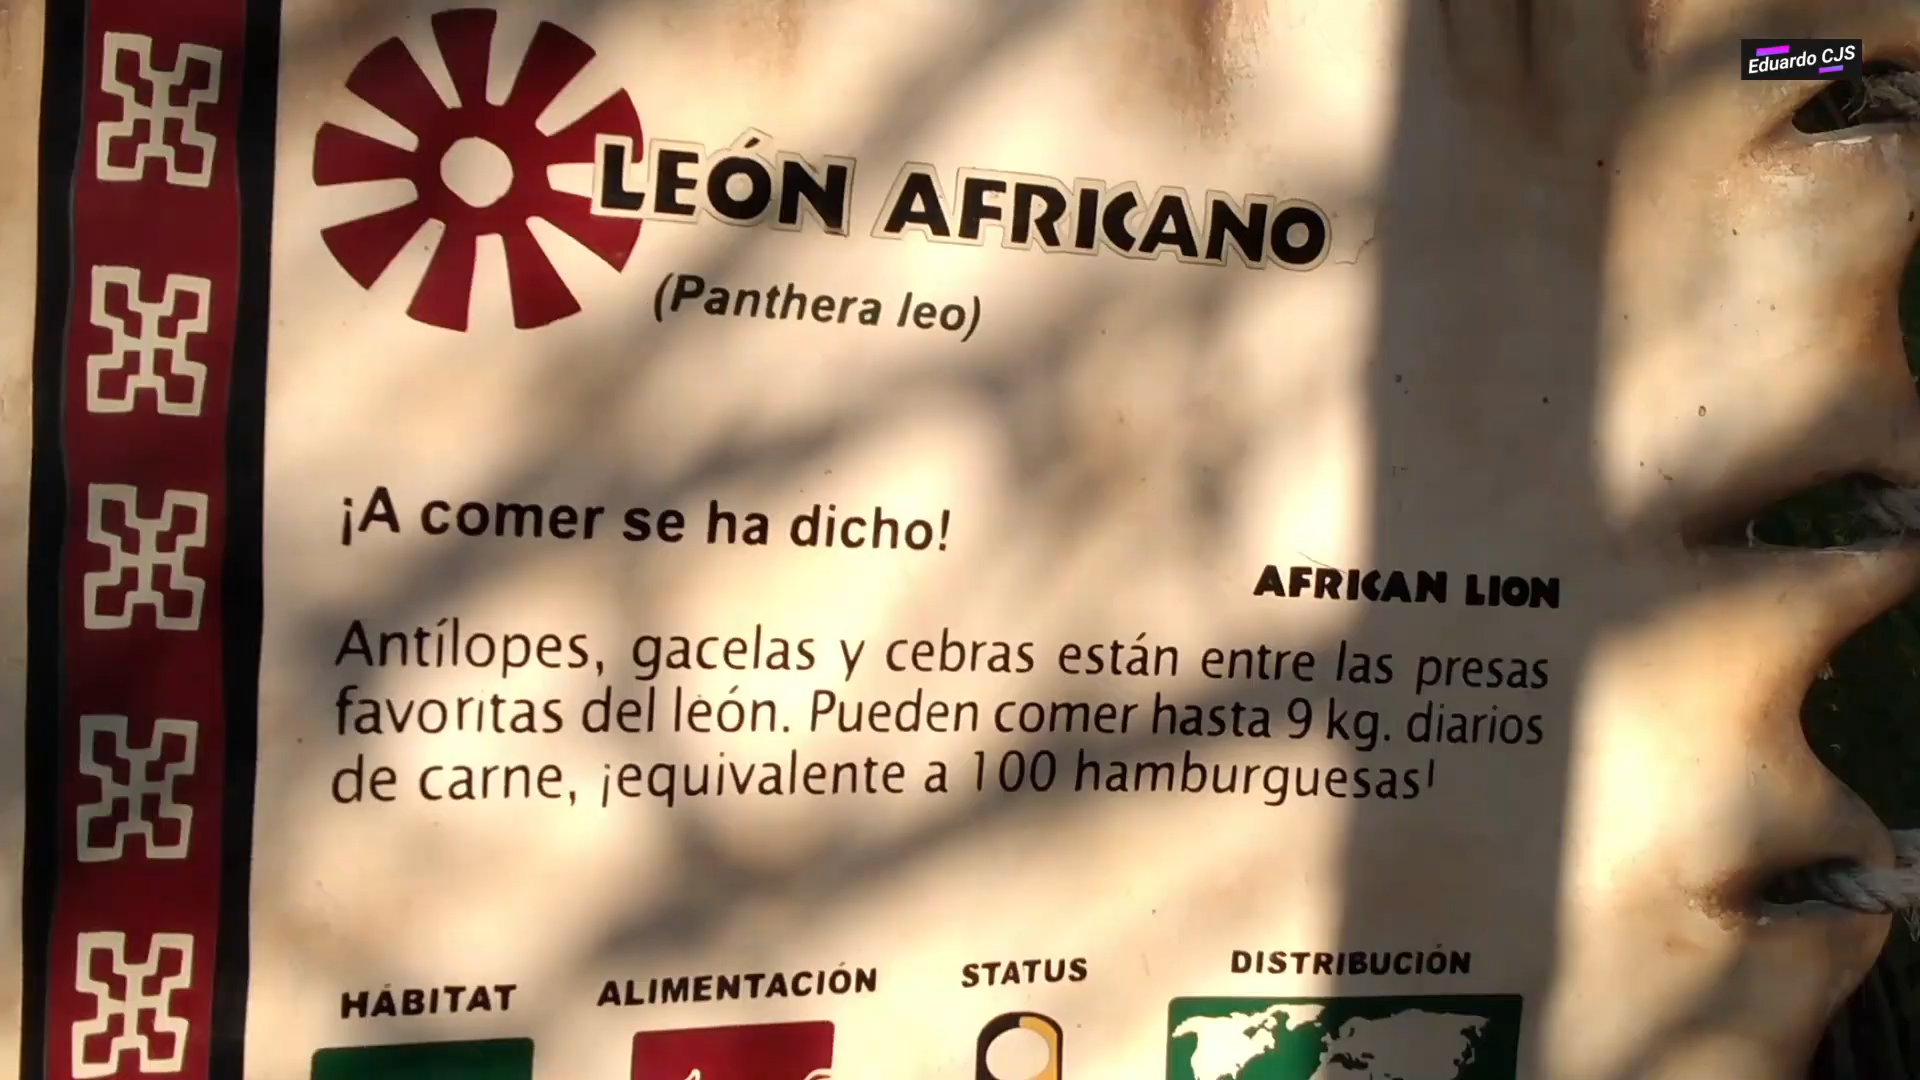 Eduardo CJS
LEÓN AFRICANO
(Panthera leo)
¡A comer se ha dicho!
AFRICAN LION
Antílopes, gacelas y cebras están entre las presas
favoritas del león. Pueden comer hasta 9 kg. diarios
de carne, ¡equivalente a 100 hamburguesas!
HÁBITAT
ALIMENTACIÓN
STATUS
DISTRIBUCIÓN